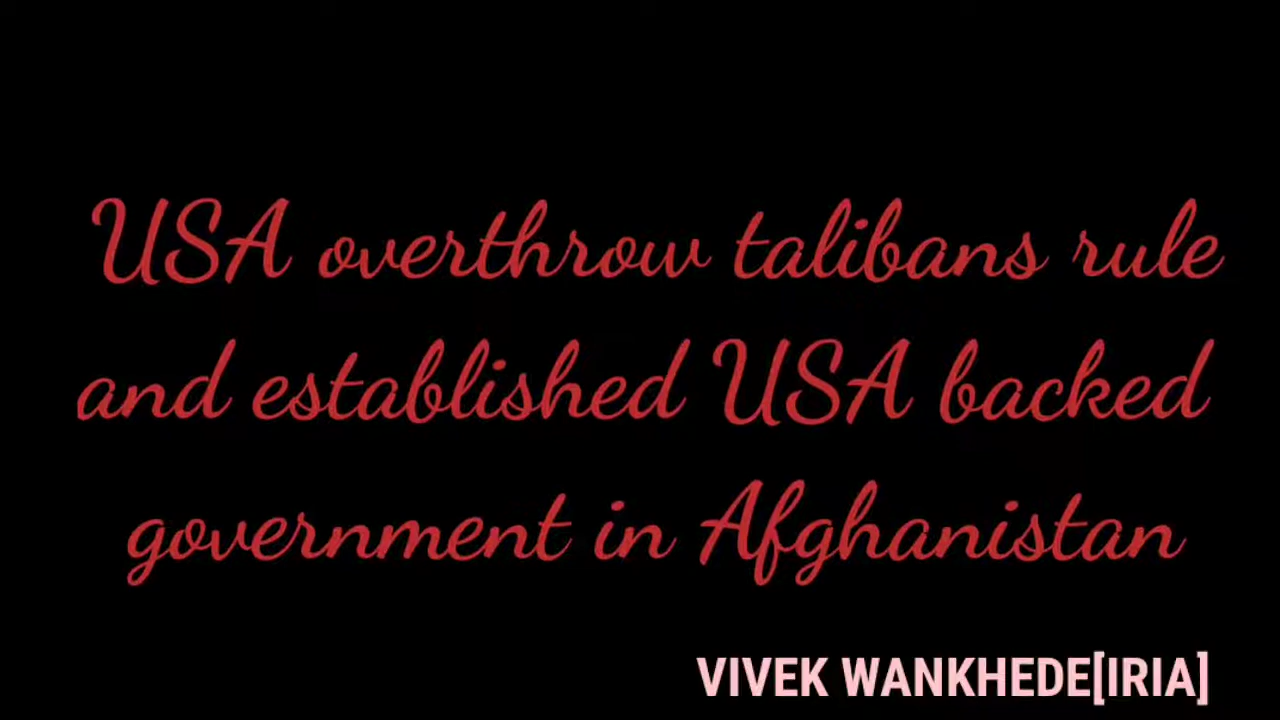 USA overthrow talibans rule
and established USA backed
government in Afghanistan
VIVEK WANKHEDE[IRIA]